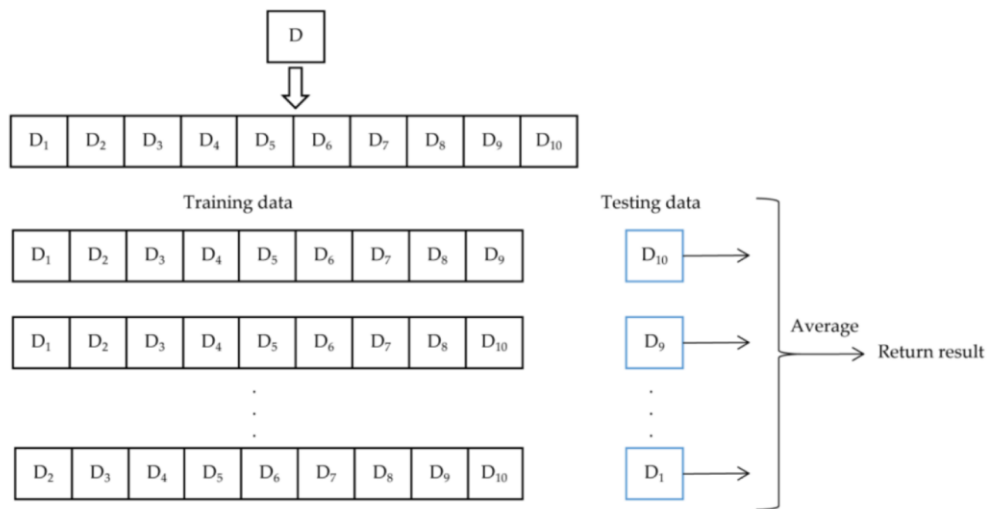 D
D₁ D₂ D₃ D₄ D₅ D₆ D₇ D₈ D₉ D₁₀
Training data Testing data
D₁ D₂ D₃ D₄ D₅ D₆ D₇ D₈ D₉ D₁₀
D₁ D₂ D₃ D₄ D₅ D₆ D₇ D₈ D₁₀ D₉
Average
Return result
D₂ D₃ D₄ D₅ D₆ D₇ D₈ D₉ D₁₀ D₁